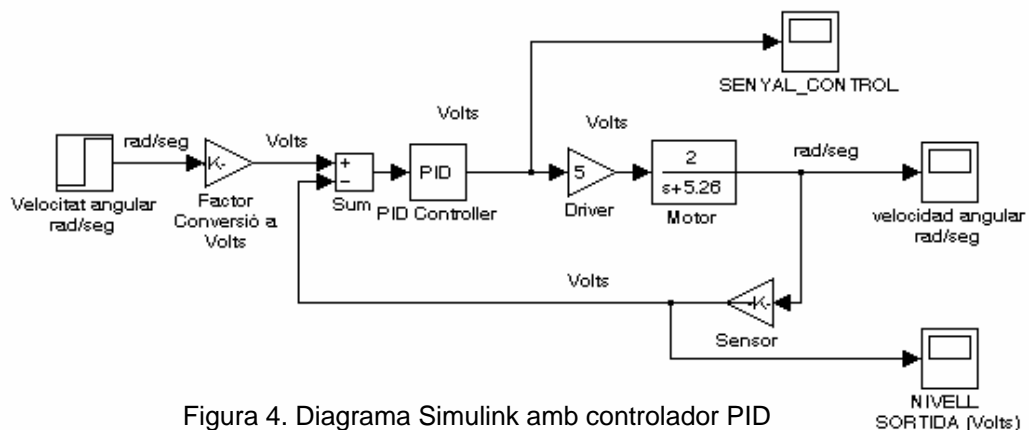 SENYAL_CONTROL
Volts
rad/seg
Volts
Volts
rad/seg
K-
+
−
PID
5
2
s+5.26
Velocitat angular
rad/seg
Factor
Conversió a
Volts
Sum
PID Controller
Driver
Motor
velocidad angular
rad/seg
Volts
-K-
Sensor
NIVELL
SORTIDA (Volts)
Figura 4. Diagrama Simulink amb controlador PID